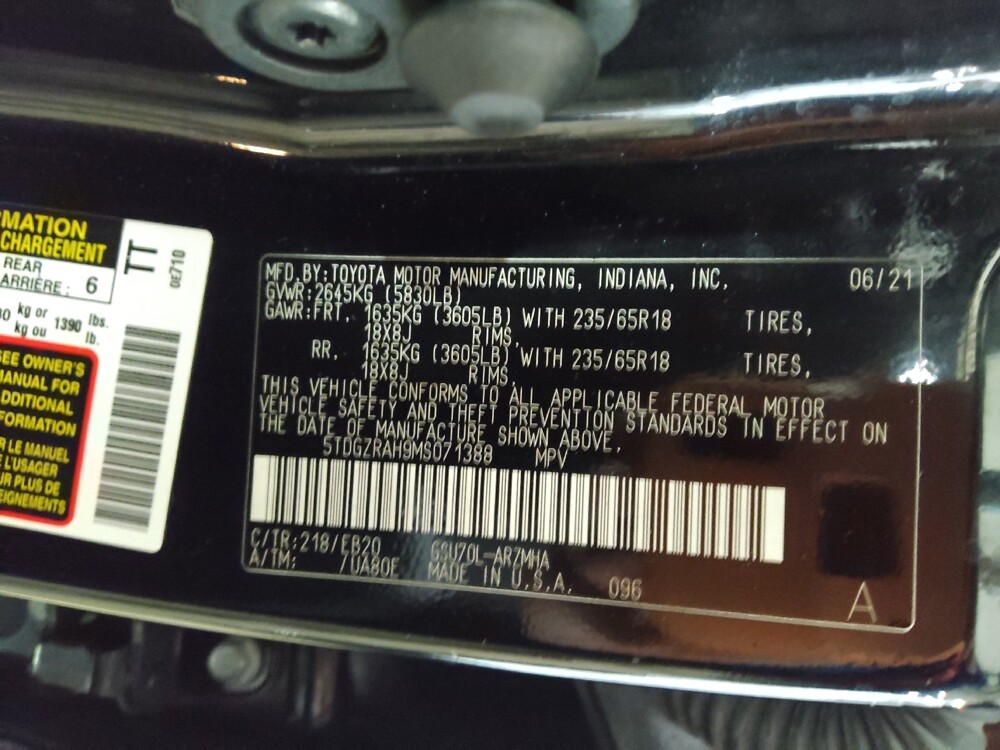 MATION
CHARGEMENT
REAR
ARRIÈRE: 6
kg or 1390 lbs.
kg ou lb.
SEE OWNER'S
MANUAL FOR
DDITIONAL
FORMATION
LE MANUEL
L'USAGER
UR PLUS DE
EIGNEMENTS
TT
0E710
MFD.BY:TOYOTA MOTOR MANUFACTURING, INDIANA, INC. 06/21
GVWR:2645KG (5830LB)
GAWR:FRT. 1635KG (3605LB) WITH 235/65R18 TIRES,
18X8J RIMS,
RR. 1635KG (3605LB) WITH 235/65R18 TIRES,
18X8J RIMS,
THIS VEHICLE CONFORMS TO ALL APPLICABLE FEDERAL MOTOR
VEHICLE SAFETY AND THEFT PREVENTION STANDARDS IN EFFECT ON
THE DATE OF MANUFACTURE SHOWN ABOVE.
5TDGZRAH9MS071388 MPV
C/TR:218/EB20 GSU70L-ARZMHA
A/TM: /UA80E MADE IN U.S.A. 096
A